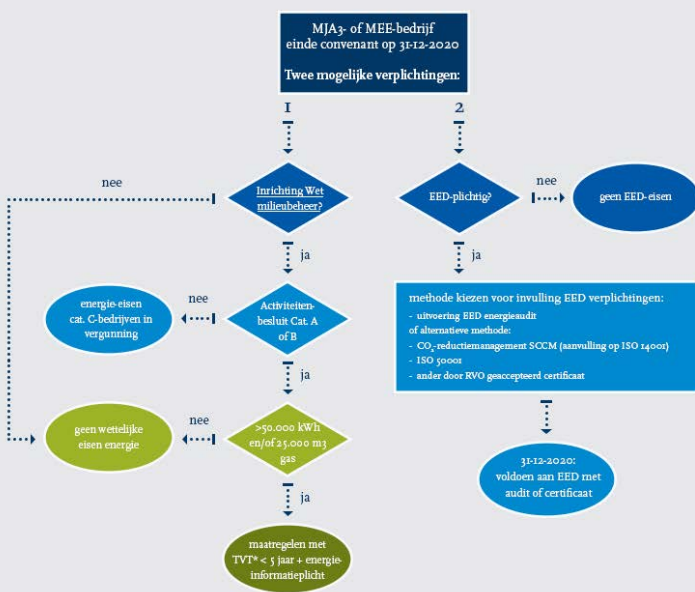 MJA3- of MEE-bedrijf
einde convenant op 31-12-2020
Twee mogelijke verplichtingen:
1
2
nee
Inrichting Wet
milieubeheer?
EED-plichtig?
nee
geen EED-eisen
ja
ja
energie-eisen
cat. C-bedrijven in
vergunning
nee
Activiteiten-
besluit Cat. A
of B
methode kiezen voor invulling EED verplichtingen:
- uitvoering EED energieaudit
of alternatieve methode:
- CO₂-reductiemanagement SCCM (aanvulling op ISO 14001)
- ISO 50001
- ander door RVO geaccepteerd certificaat
ja
geen wettelijke
eisen energie
nee
>50.000 kWh
en/of 25.000 m3
gas
31-12-2020:
voldoen aan EED met
audit of certificaat
ja
maatregelen met
TVT* < 5 jaar + energie-
informatieplicht